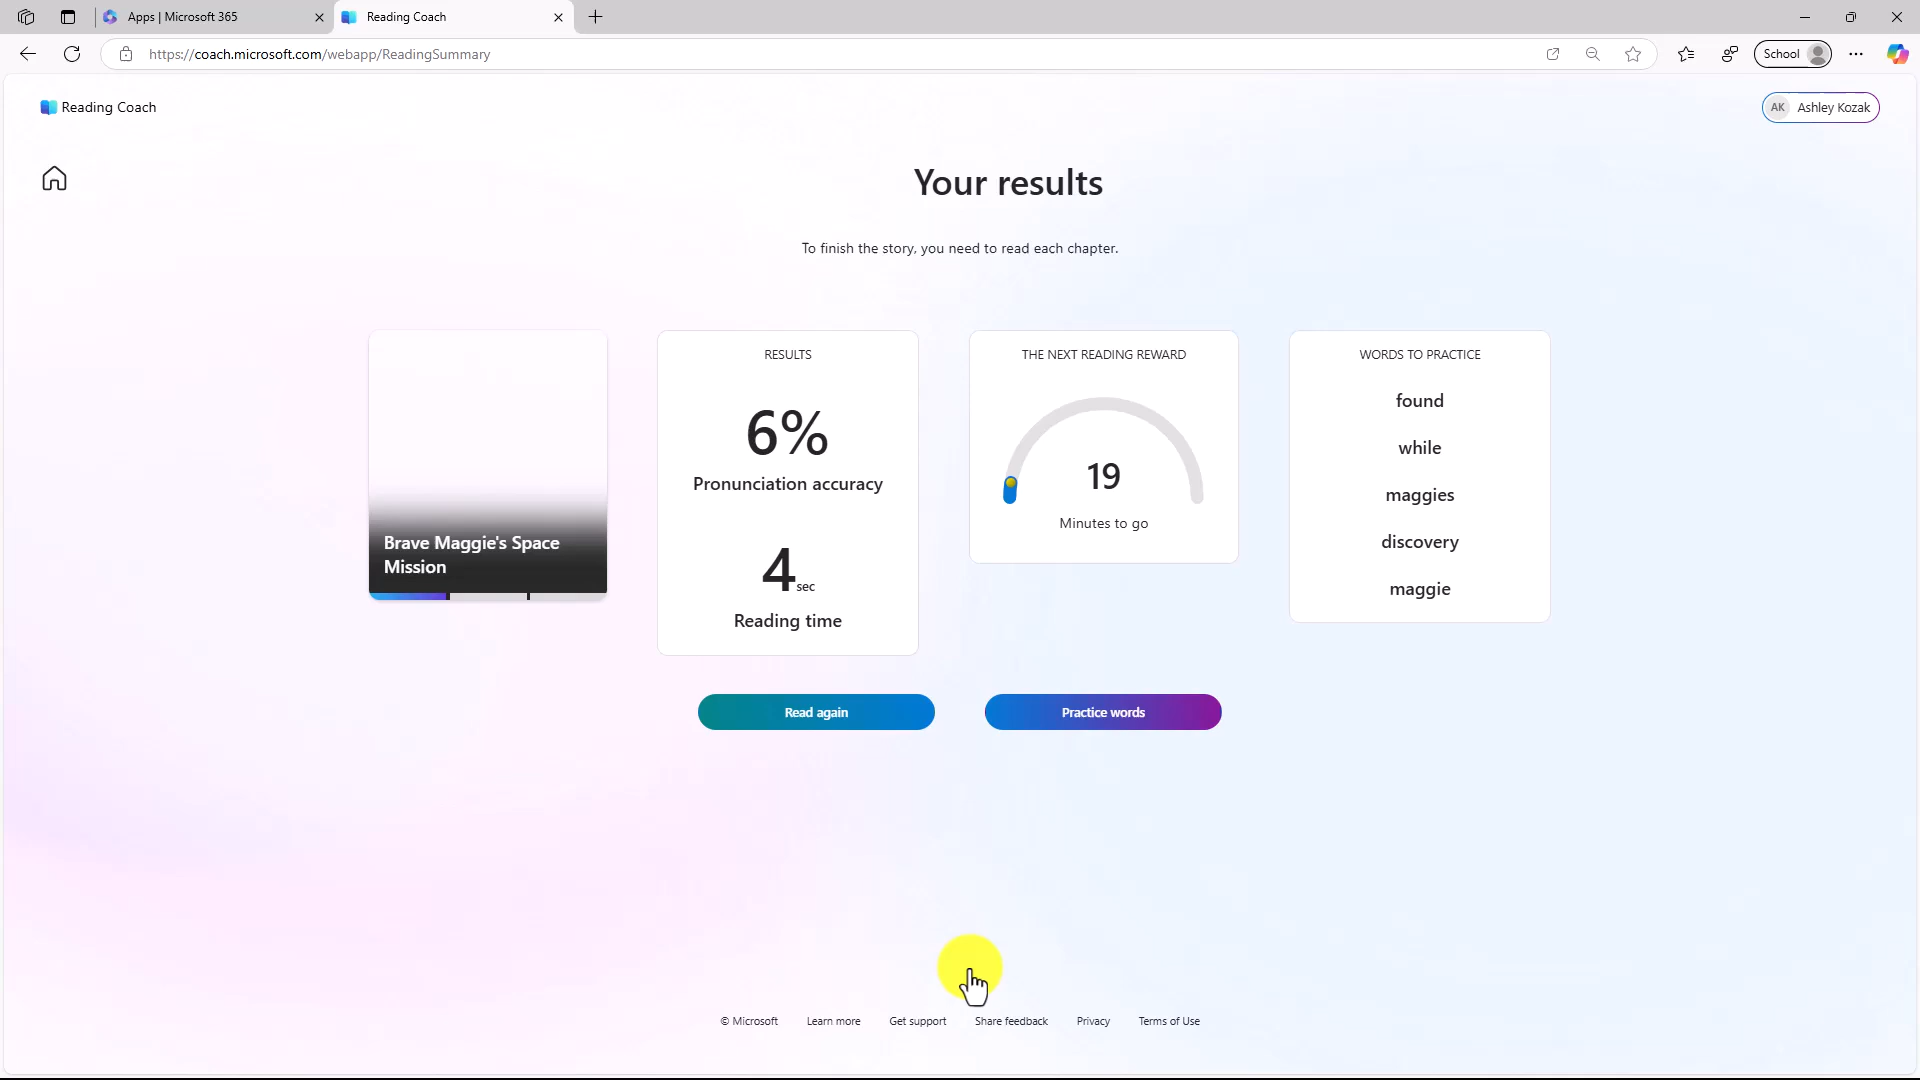 Apps | Microsoft 365
Reading Coach
https://coach.microsoft.com/webapp/ReadingSummary
School
Reading Coach
AK Ashley Kozak
Your results
To finish the story, you need to read each chapter.
Brave Maggie's Space
Mission
RESULTS
6%
Pronunciation accuracy
4 sec
Reading time
THE NEXT READING REWARD
19
Minutes to go
WORDS TO PRACTICE
found
while
maggies
discovery
maggie
Read again
Practice words
© Microsoft Learn more Get support Share feedback Privacy Terms of Use